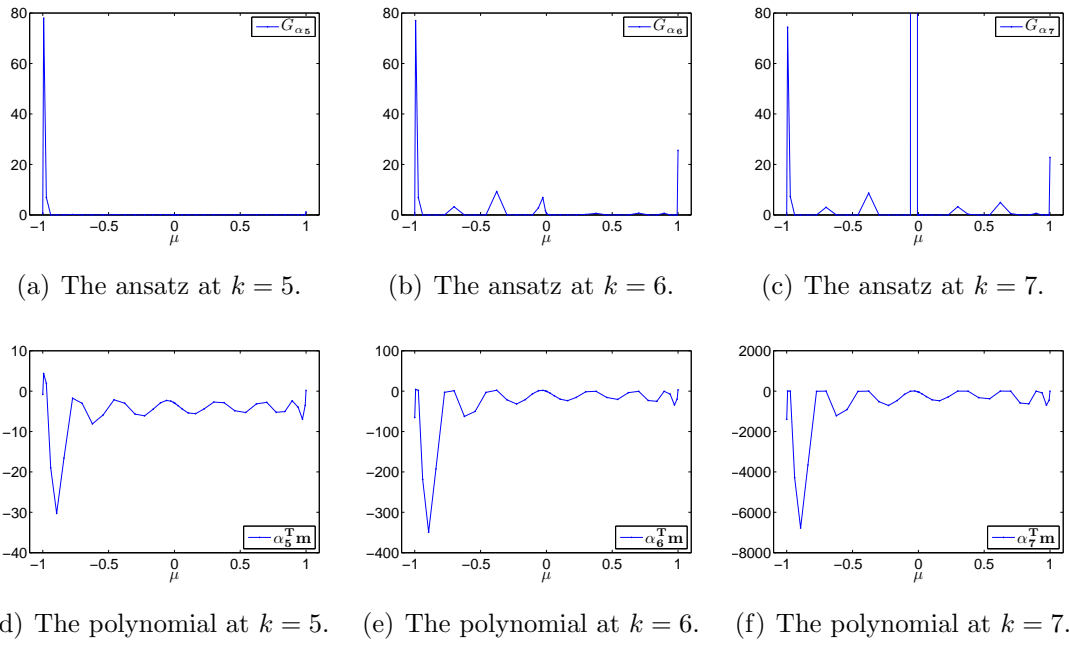 80
60
40
20
0
−1 −0.5 0 0.5 1
μ
G_{α_5}
80
60
40
20
0
−1 −0.5 0 0.5 1
μ
G_{α_6}
80
60
40
20
0
−1 −0.5 0 0.5 1
μ
G_{α_7}
(a) The ansatz at k = 5.
(b) The ansatz at k = 6.
(c) The ansatz at k = 7.
10
0
−10
−20
−30
−40
−1 −0.5 0 0.5 1
μ
α_5^T m
100
0
−100
−200
−300
−400
−1 −0.5 0 0.5 1
μ
α_6^T m
2000
0
−2000
−4000
−6000
−8000
−1 −0.5 0 0.5 1
μ
α_7^T m
d) The polynomial at k = 5.
(e) The polynomial at k = 6.
(f) The polynomial at k = 7.